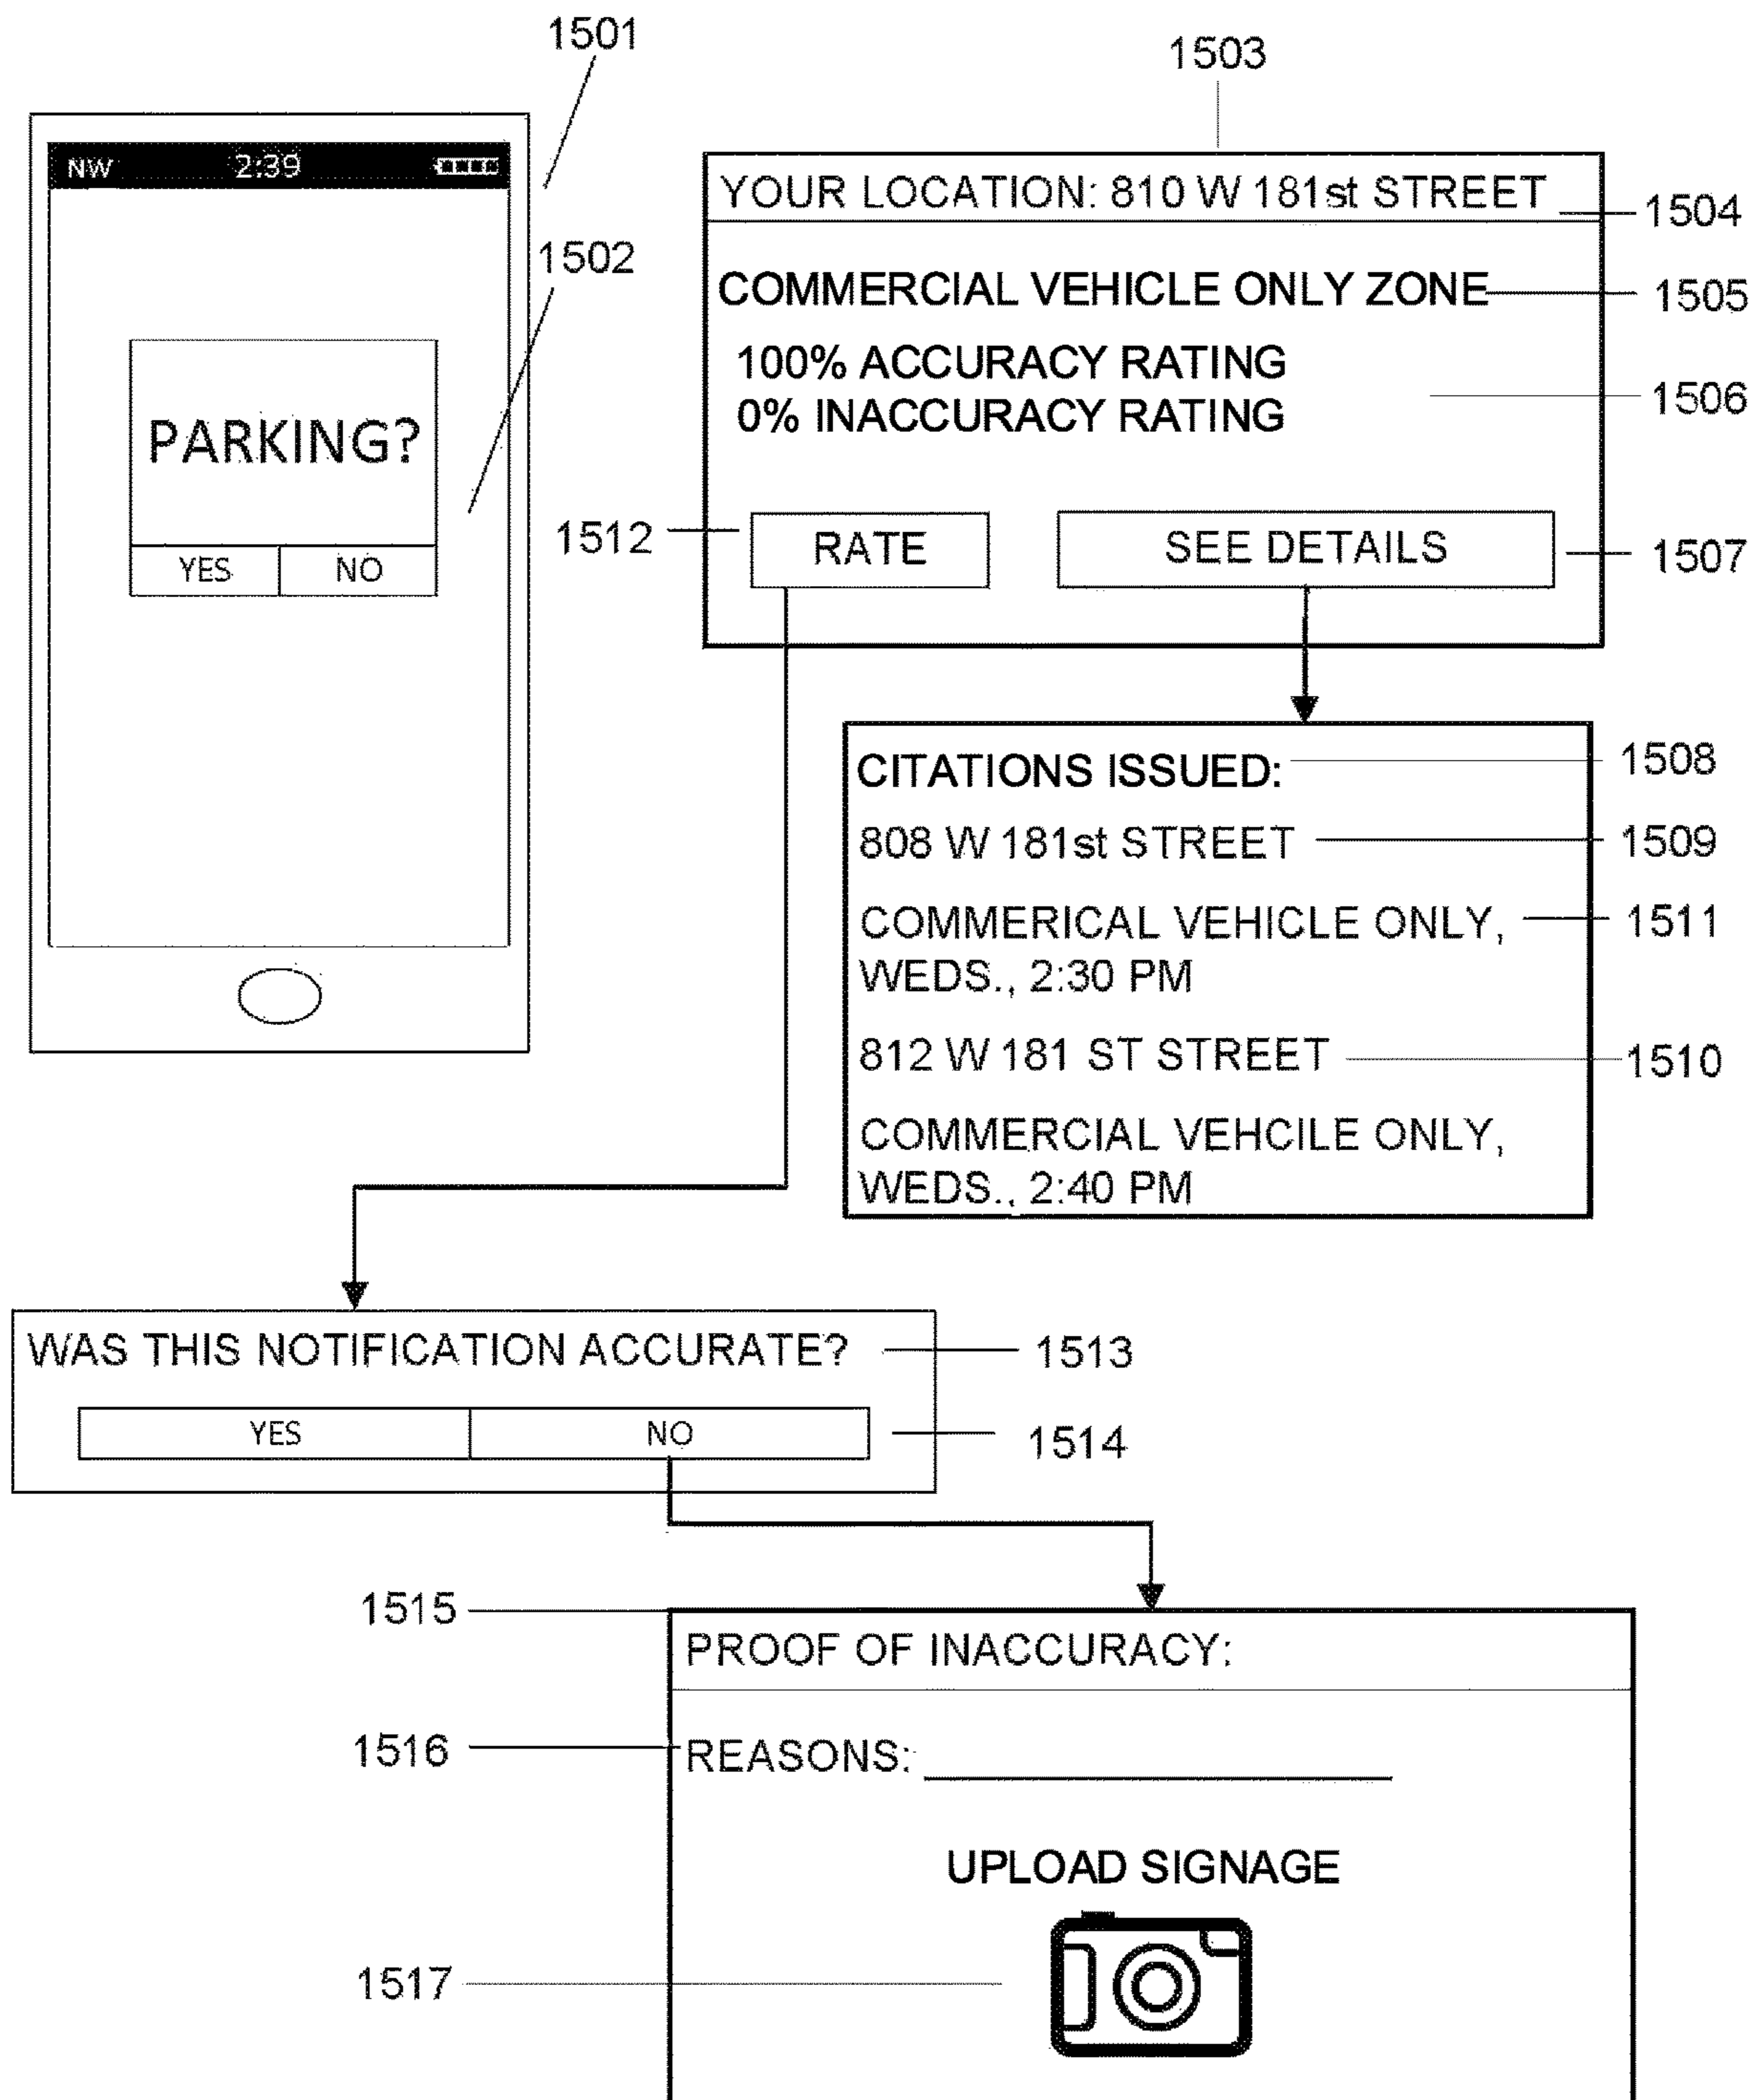 1501
NW 2:39
1502
PARKING?
YES NO
1503
YOUR LOCATION: 810 W 181st STREET
1504
COMMERCIAL VEHICLE ONLY ZONE
1505
100% ACCURACY RATING
0% INACCURACY RATING
1506
1512
RATE
SEE DETAILS
1507
CITATIONS ISSUED:
1508
808 W 181st STREET
1509
COMMERICAL VEHICLE ONLY,
1511
WEDS., 2:30 PM
812 W 181 ST STREET
1510
COMMERCIAL VEHCILE ONLY,
WEDS., 2:40 PM
WAS THIS NOTIFICATION ACCURATE?
1513
YES NO
1514
1515
PROOF OF INACCURACY:
1516
REASONS:
UPLOAD SIGNAGE
1517